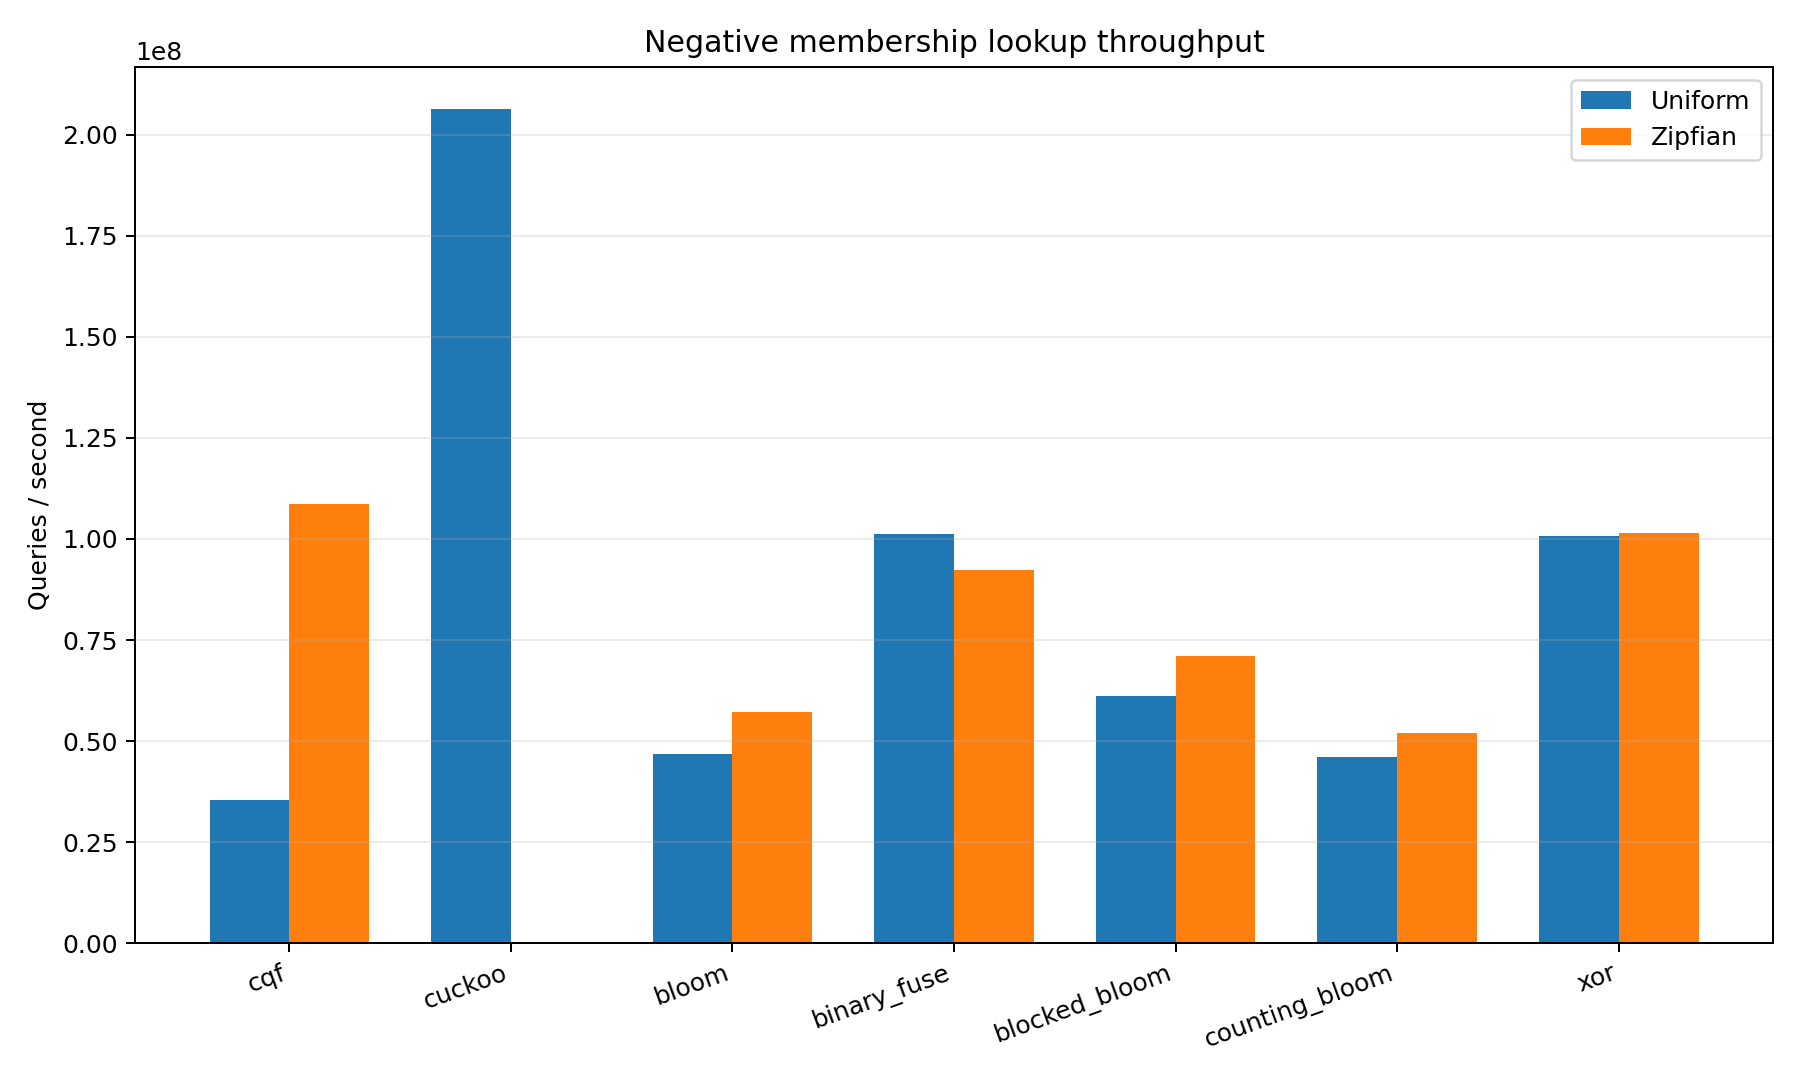 Negative membership lookup throughput
1e8
Uniform
Zipfian
2.00
1.75
1.50
1.25
1.00
0.75
0.50
0.25
0.00
Queries / second
cqf
cuckoo
bloom
binary_fuse
blocked_bloom
counting_bloom
xor